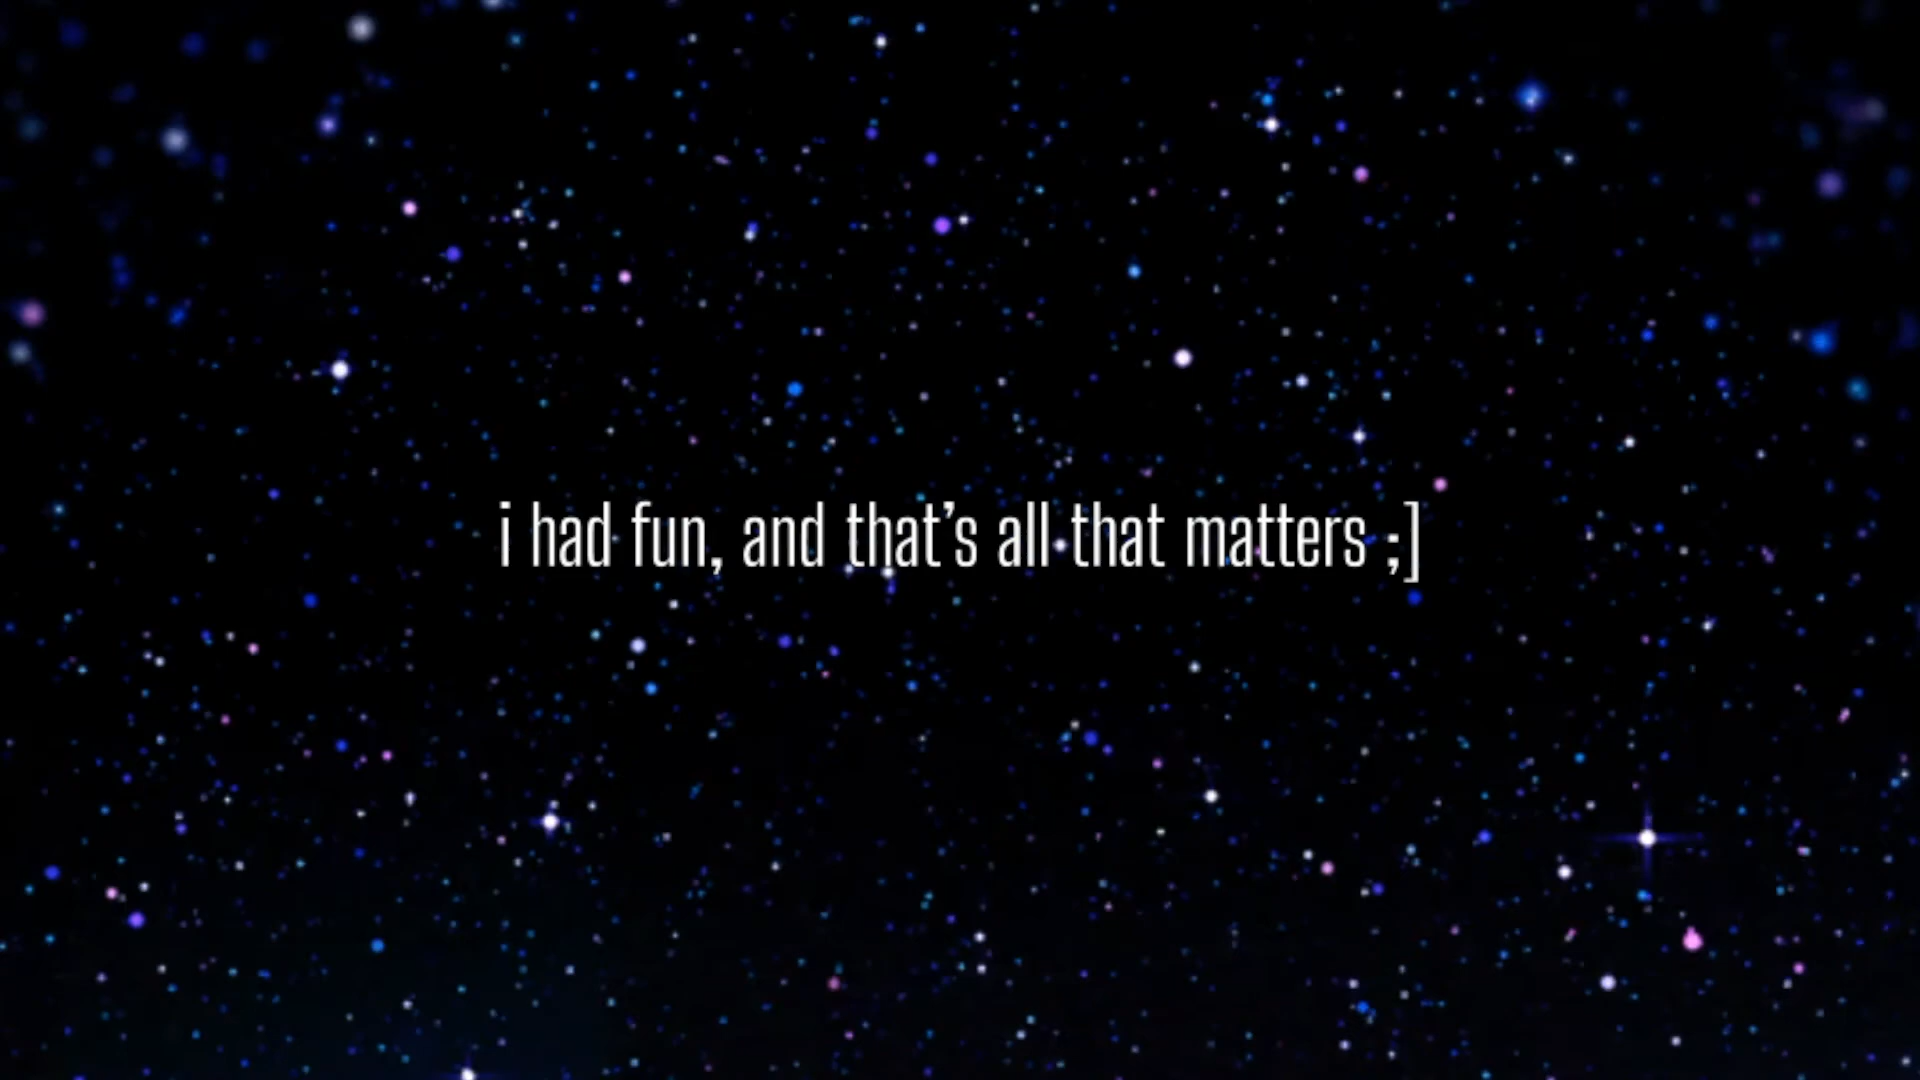 i had fun, and that’s all that matters ;]